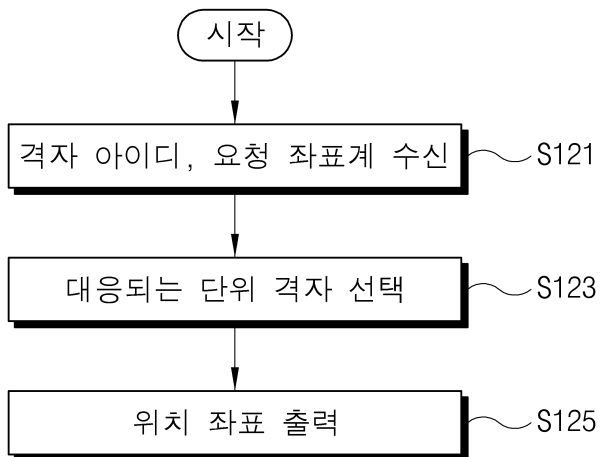 시작
격자 아이디, 요청 좌표계 수신
S121
대응되는 단위 격자 선택
S123
위치 좌표 출력
S125